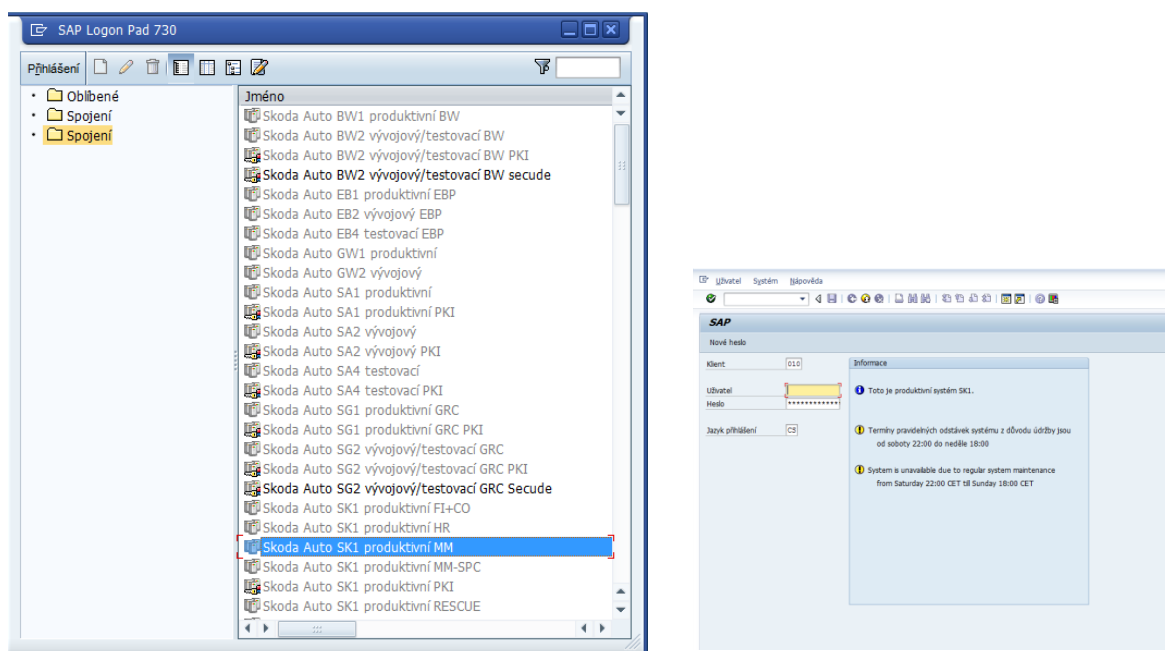 SAP Logon Pad 730
Přihlášení
Oblíbené
Spojení
Spojení
Jméno
Skoda Auto BW1 produktivní BW
Skoda Auto BW2 vývojový/testovací BW
Skoda Auto BW2 vývojový/testovací BW PKI
Skoda Auto BW2 vývojový/testovací BW secude
Skoda Auto EB1 produktivní EBP
Skoda Auto EB2 vývojový EBP
Skoda Auto EB4 testovací EBP
Skoda Auto GW1 produktivní
Skoda Auto GW2 vývojový
Skoda Auto SA1 produktivní
Skoda Auto SA1 produktivní PKI
Skoda Auto SA2 vývojový
Skoda Auto SA2 vývojový PKI
Skoda Auto SA4 testovací
Skoda Auto SA4 testovací PKI
Skoda Auto SG1 produktivní GRC
Skoda Auto SG1 produktivní GRC PKI
Skoda Auto SG2 vývojový/testovací GRC
Skoda Auto SG2 vývojový/testovací GRC PKI
Skoda Auto SG2 vývojový/testovací GRC Secude
Skoda Auto SK1 produktivní FI+CO
Skoda Auto SK1 produktivní HR
Skoda Auto SK1 produktivní MM
Skoda Auto SK1 produktivní MM-SPC
Skoda Auto SK1 produktivní PKI
Skoda Auto SK1 produktivní RESCUE
Uživatel Systém Nápověda
SAP
Nové heslo
Klient 010
Uživatel
Heslo ************
Jazyk přihlášení CS
Informace
Toto je produktivní systém SK1.
Termíny pravidelných odstávek systému z důvodu údržby jsou
od soboty 22:00 do neděle 18:00
System is unavailable due to regular system maintenance
from Saturday 22:00 CET till Sunday 18:00 CET